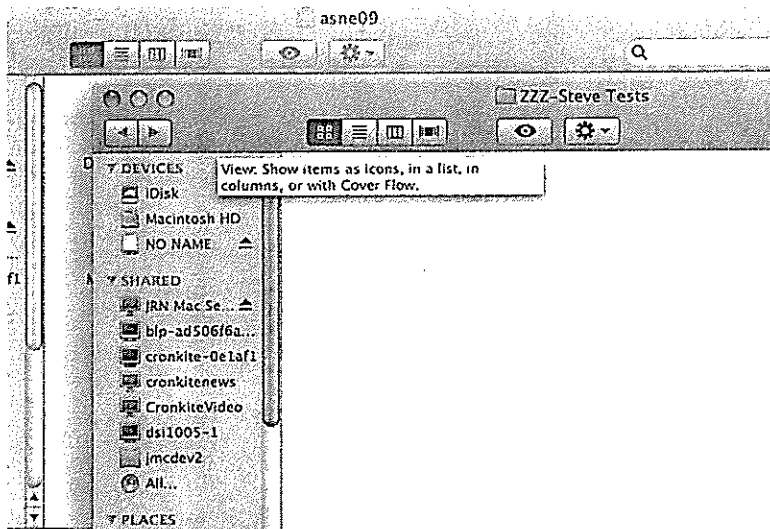 asne09
ZZZ-Steve Tests
DEVICES
View: Show items as icons, in a list, in
columns, or with Cover Flow.
iDisk
Macintosh HD
NO NAME
SHARED
JRN Mac Se...
blp-ad506f6a...
cronkite-0e1af1
cronkitenews
CronkiteVideo
dsi1005-1
jmcdev2
All...
PLACES
f1
D